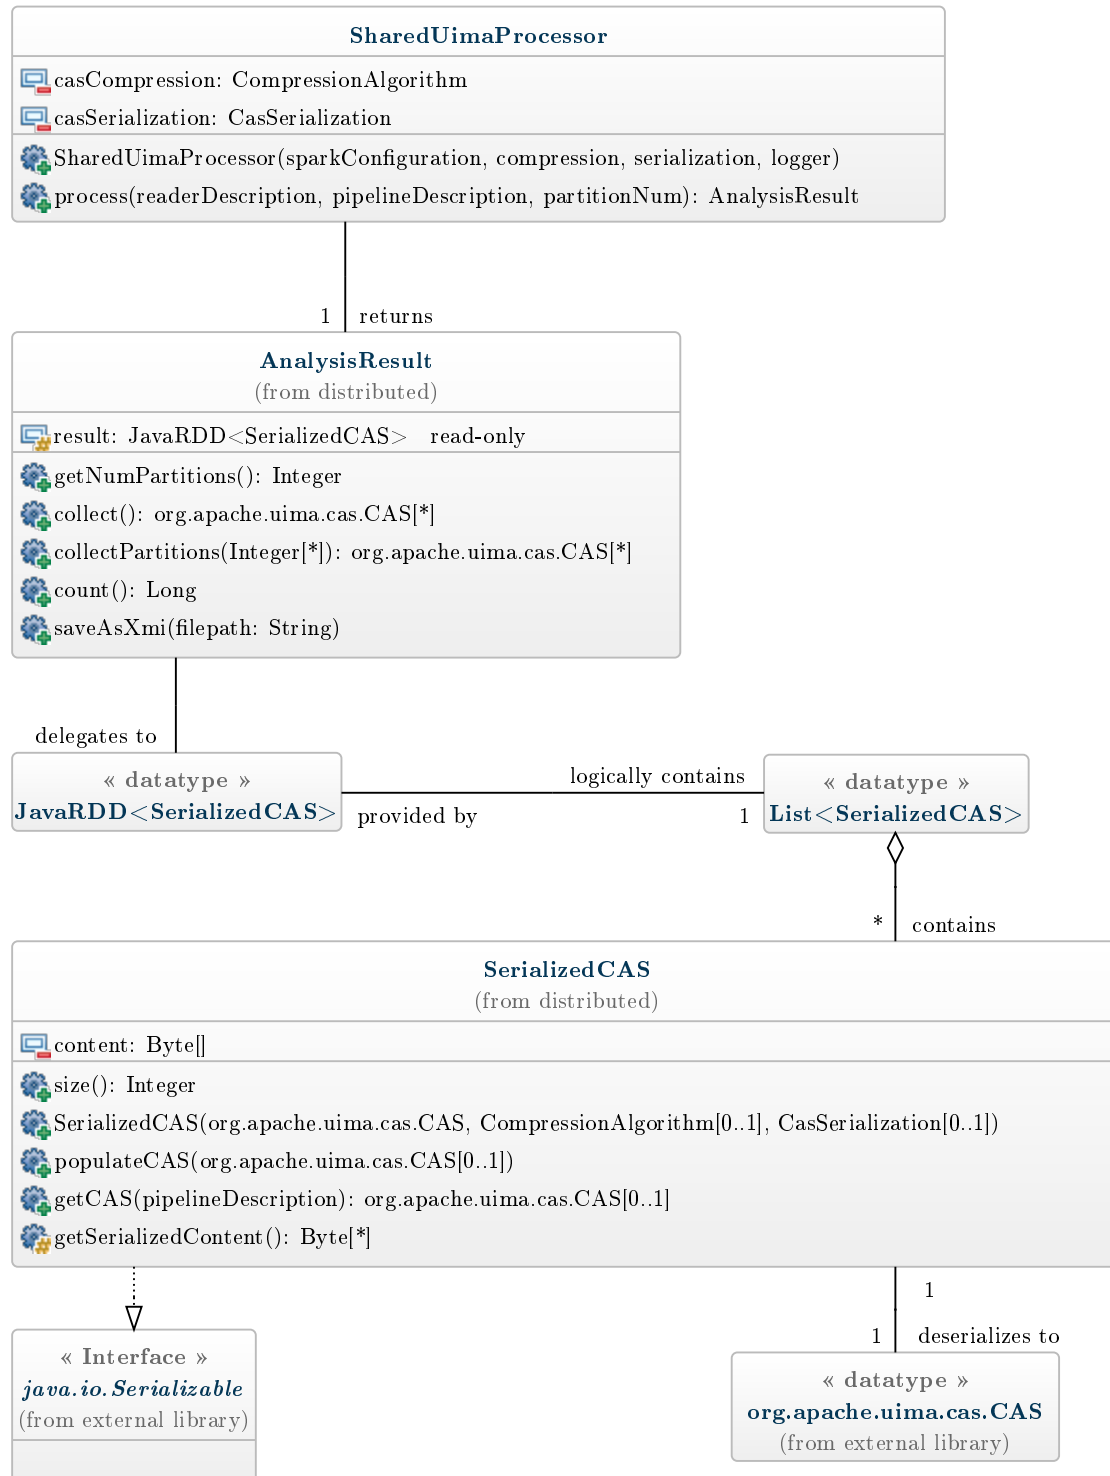 SharedUimaProcessor
casCompression: CompressionAlgorithm
casSerialization: CasSerialization
SharedUimaProcessor(sparkConfiguration, compression, serialization, logger)
process(readerDescription, pipelineDescription, partitionNum): AnalysisResult
1 returns
AnalysisResult
(from distributed)
result: JavaRDD<SerializedCAS> read-only
getNumPartitions(): Integer
collect(): org.apache.uima.cas.CAS[*]
collectPartitions(Integer[*]): org.apache.uima.cas.CAS[*]
count(): Long
saveAsXmi(filepath: String)
delegates to
« datatype »
JavaRDD<SerializedCAS>
logically contains
provided by
1
« datatype »
List<SerializedCAS>
* contains
SerializedCAS
(from distributed)
content: Byte[]
size(): Integer
SerializedCAS(org.apache.uima.cas.CAS, CompressionAlgorithm[0..1], CasSerialization[0..1])
populateCAS(org.apache.uima.cas.CAS[0..1])
getCAS(pipelineDescription): org.apache.uima.cas.CAS[0..1]
getSerializedContent(): Byte[*]
1
1 deserializes to
« Interface »
java.io.Serializable
(from external library)
« datatype »
org.apache.uima.cas.CAS
(from external library)